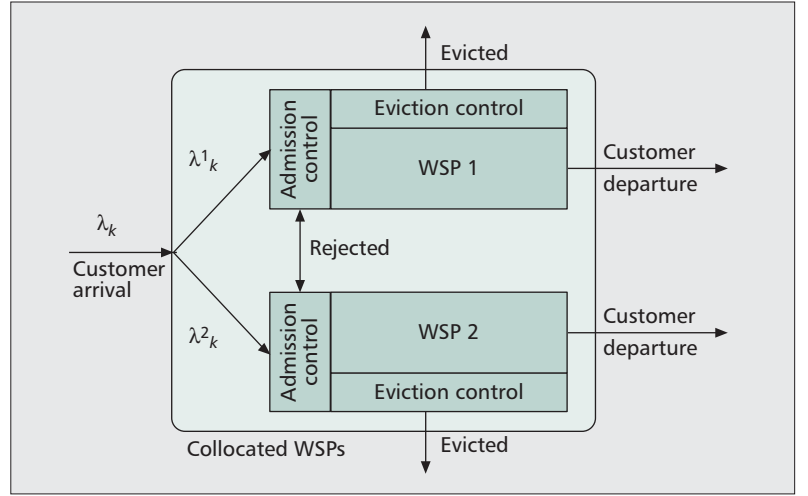 Evicted
Eviction control
Admission
control
WSP 1
Customer
departure
λ¹ₖ
λₖ
Customer
arrival
Rejected
λ²ₖ
Admission
control
WSP 2
Customer
departure
Eviction control
Collocated WSPs
Evicted